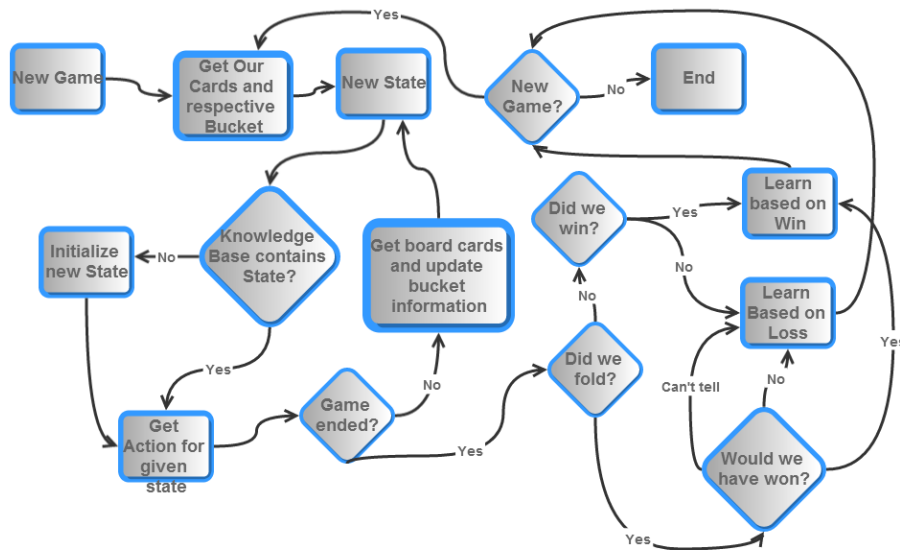 Yes
New Game
Get Our
Cards and
respective
Bucket
New State
New
Game?
No
End
Knowledge
Base contains
State?
No
Initialize
new State
Yes
Get
Action for
given
state
Get board cards
and update
bucket
information
No
Game
ended?
Yes
Did we
win?
Yes
No
Learn
based on
Win
Learn
Based on
Loss
No
Did we
fold?
Yes
Can't tell
No
Yes
Would we
have won?